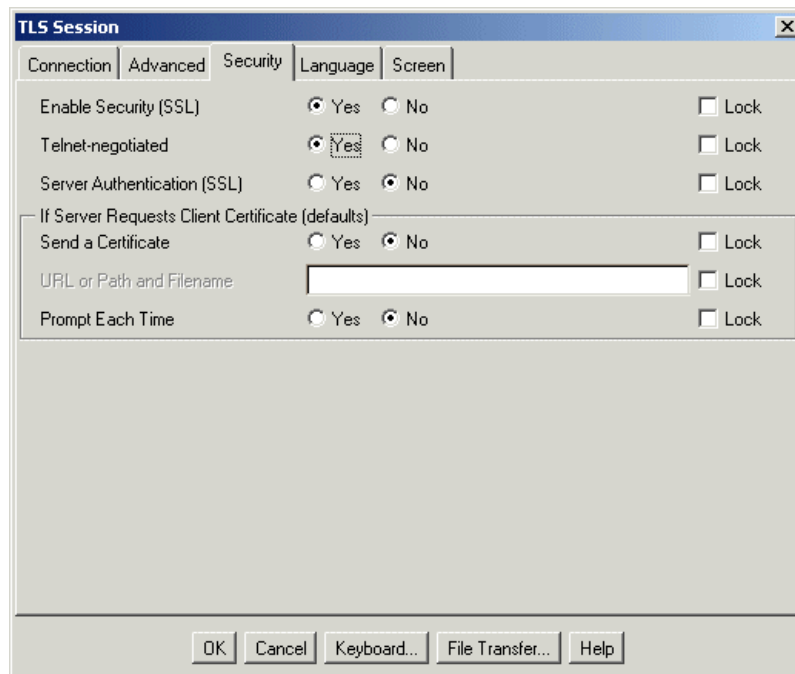 TLS Session
Connection Advanced Security Language Screen
Enable Security (SSL) Yes No Lock
Telnet-negotiated Yes No Lock
Server Authentication (SSL) Yes No Lock
If Server Requests Client Certificate (defaults)
Send a Certificate Yes No Lock
URL or Path and Filename Lock
Prompt Each Time Yes No Lock
OK Cancel Keyboard... File Transfer... Help